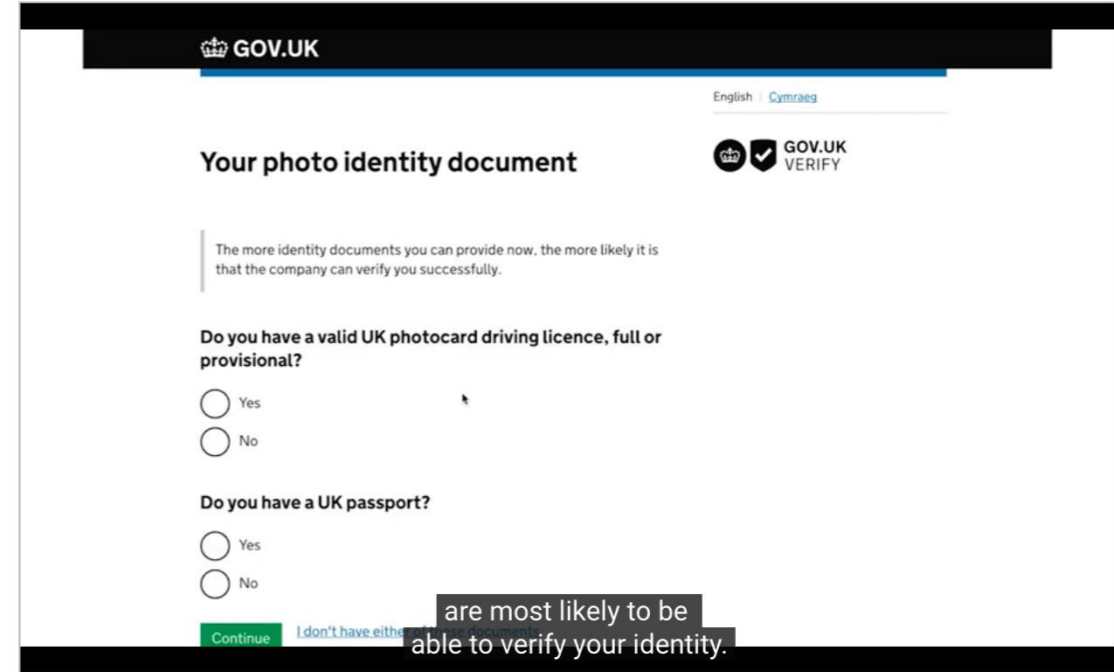 GOV.UK
English | Cymraeg
Your photo identity document
GOV.UK
VERIFY
The more identity documents you can provide now, the more likely it is
that the company can verify you successfully.
Do you have a valid UK photocard driving licence, full or
provisional?
Yes
No
Do you have a UK passport?
Yes
No
Continue
I don't have either of these documents
are most likely to be
able to verify your identity.